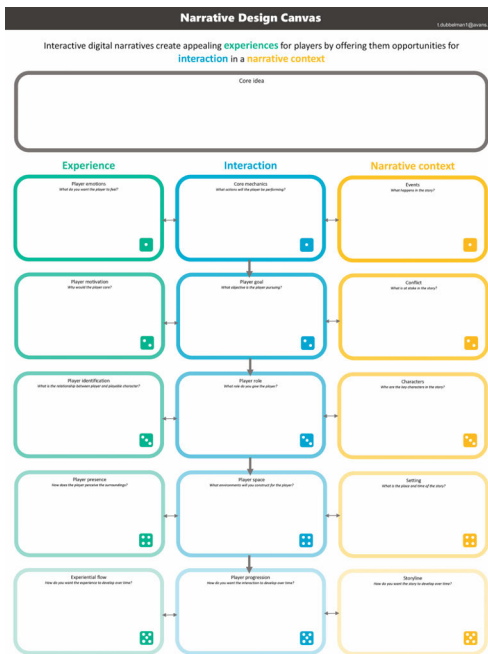 Narrative Design Canvas
t.dubbelman1@avans.
Interactive digital narratives create appealing experiences for players by offering them opportunities for
interaction in a narrative context
Core idea
Experience
Interaction
Narrative context
Player emotions
What do you want the player to feel?
Core mechanics
What actions will the player be performing?
Events
What happens in the story?
Player motivation
Why would the player care?
Player goal
What objective is the player pursuing?
Conflict
What is at stake in the story?
Player identification
What is the relationship between player and playable character?
Player role
What role do you give the player?
Characters
Who are the key characters in the story?
Player presence
How does the player perceive the surroundings?
Player space
What environments will you construct for the player?
Setting
What is the place and time of the story?
Experiential flow
How do you want the experience to develop over time?
Player progression
How do you want the interaction to develop over time?
Storyline
How do you want the story to develop over time?